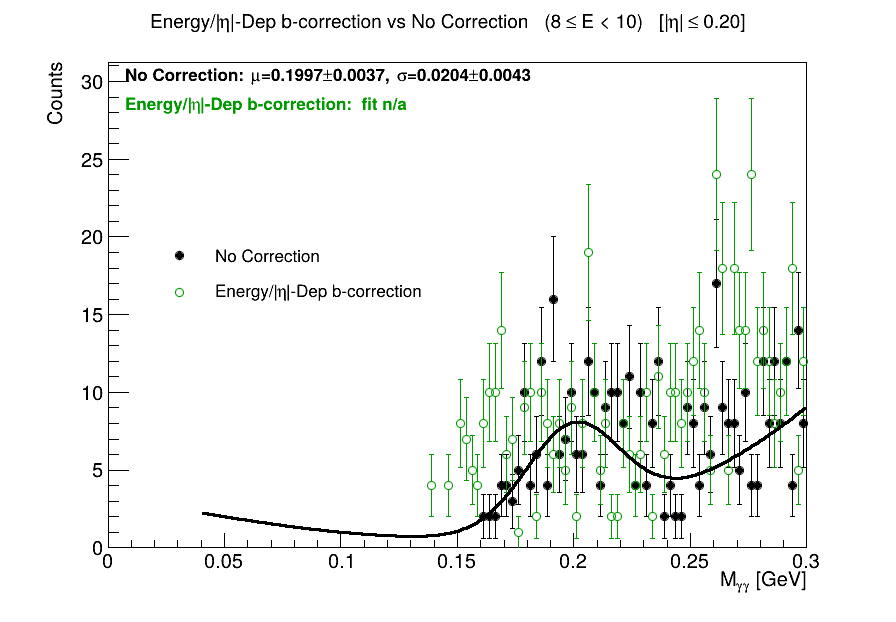 Energy/|η|-Dep b-correction vs No Correction (8 ≤ E < 10) [|η| ≤ 0.20]
Counts
No Correction: μ=0.1997±0.0037, σ=0.0204±0.0043
Energy/|η|-Dep b-correction: fit n/a
No Correction
Energy/|η|-Dep b-correction
30
25
20
15
10
5
0
0 0.05 0.1 0.15 0.2 0.25 0.3
Mγγ [GeV]